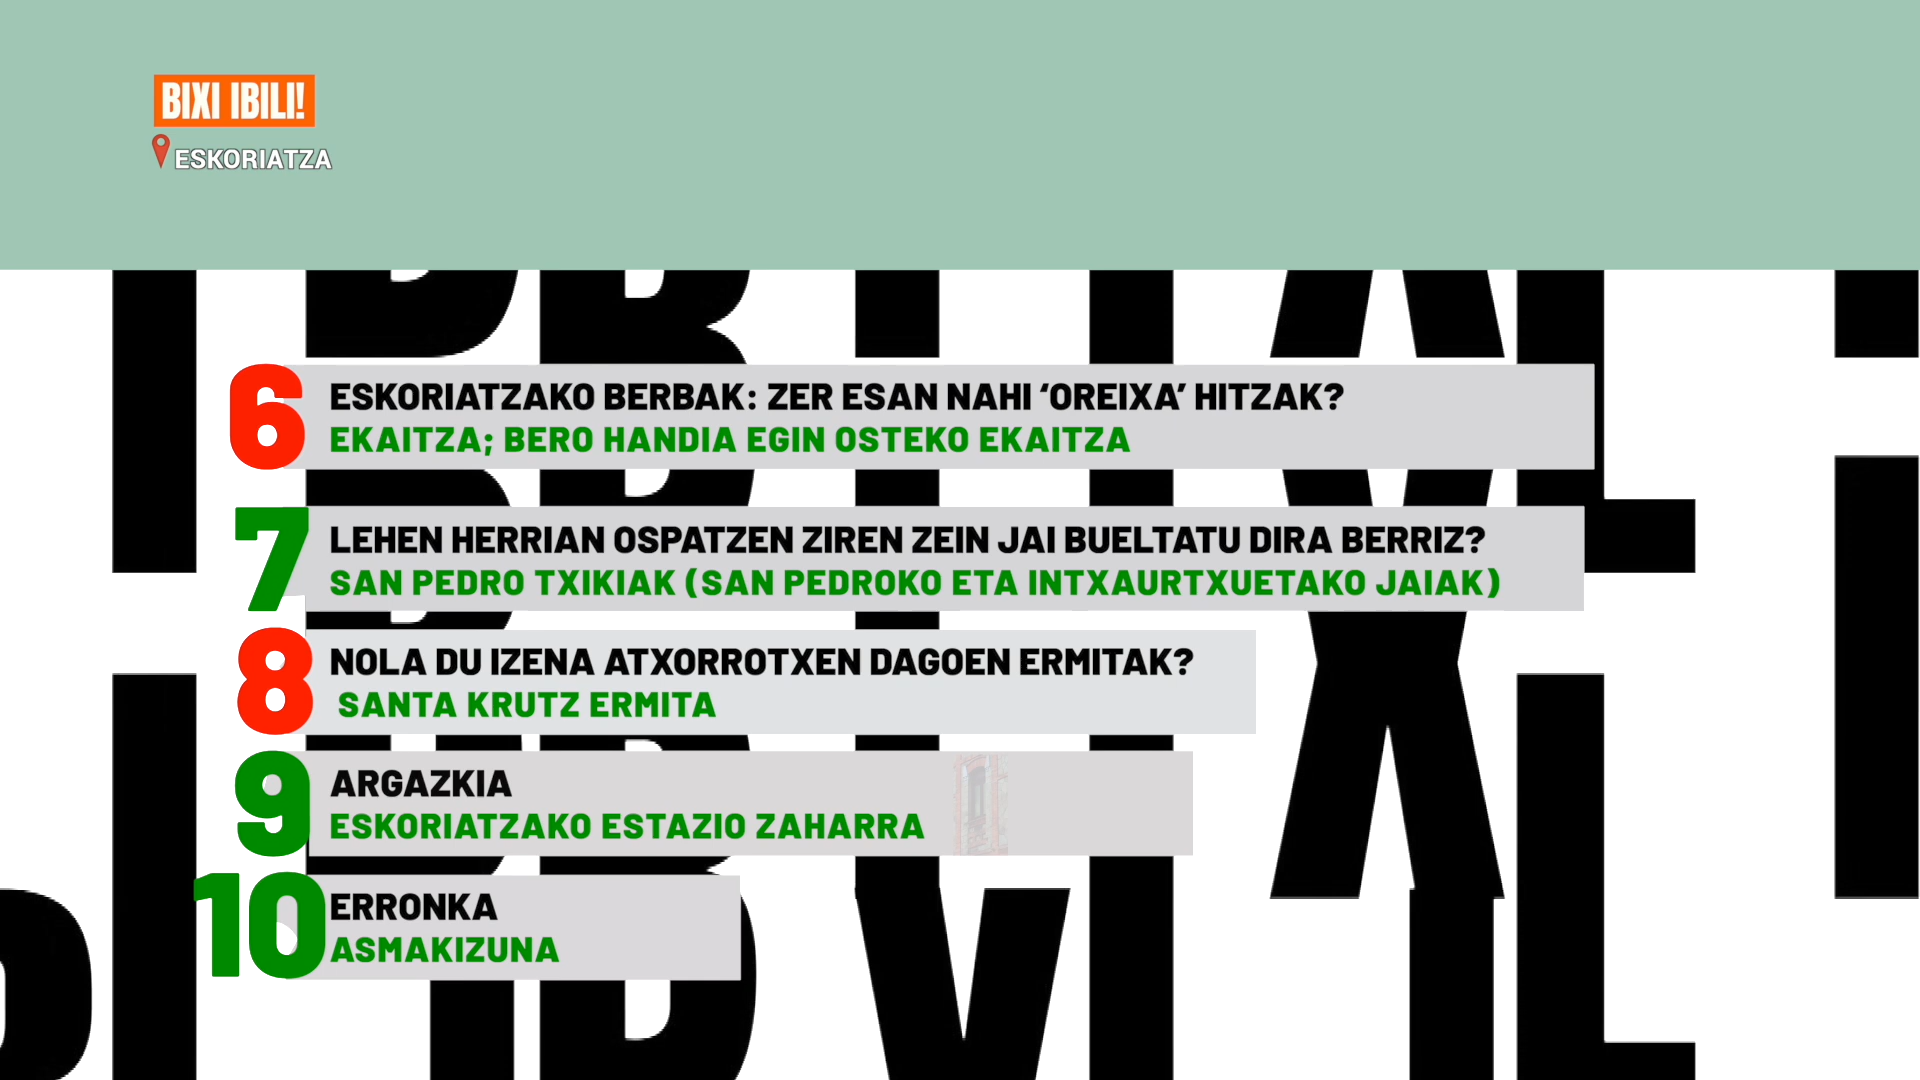 BIXI IBILI!
ESKORIATZA
6 ESKORIATZAKO BERBAK: ZER ESAN NAHI ‘OREIXA’ HITZAK?
EKAITZA; BERO HANDIA EGIN OSTEKO EKAITZA
7 LEHEN HERRIAN OSPATZEN ZIREN ZEIN JAI BUELTATU DIRA BERRIZ?
SAN PEDRO TXIKIAK (SAN PEDROKO ETA INTXAURTXUETAKO JAIAK)
8 NOLA DU IZENA ATXORROTXEN DAGOEN ERMITAK?
SANTA KRUTZ ERMITA
9 ARGAZKIA
ESKORIATZAKO ESTAZIO ZAHARRA
10 ERRONKA
ASMAKIZUNA